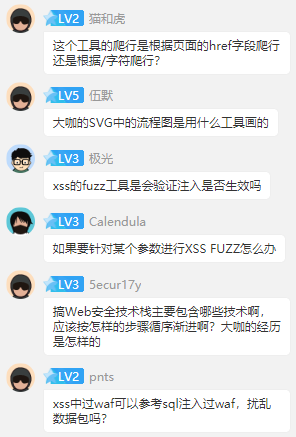 LV2 猫和虎
这个工具的爬行是根据页面的href字段爬行
还是根据/字符爬行？
LV5 伍默
大咖的SVG中的流程图是用什么工具画的
LV3 极光
xss的fuzz工具是会验证注入是否生效吗
LV3 Calendula
如果要针对某个参数进行XSS FUZZ怎么办
LV3 5ecur17y
搞Web安全技术栈主要包含哪些技术啊，
应该按怎样的步骤循序渐进啊？大咖的经历
是怎样的
LV2 pnts
xss中过waf可以参考sql注入过waf，扰乱
数据包吗？